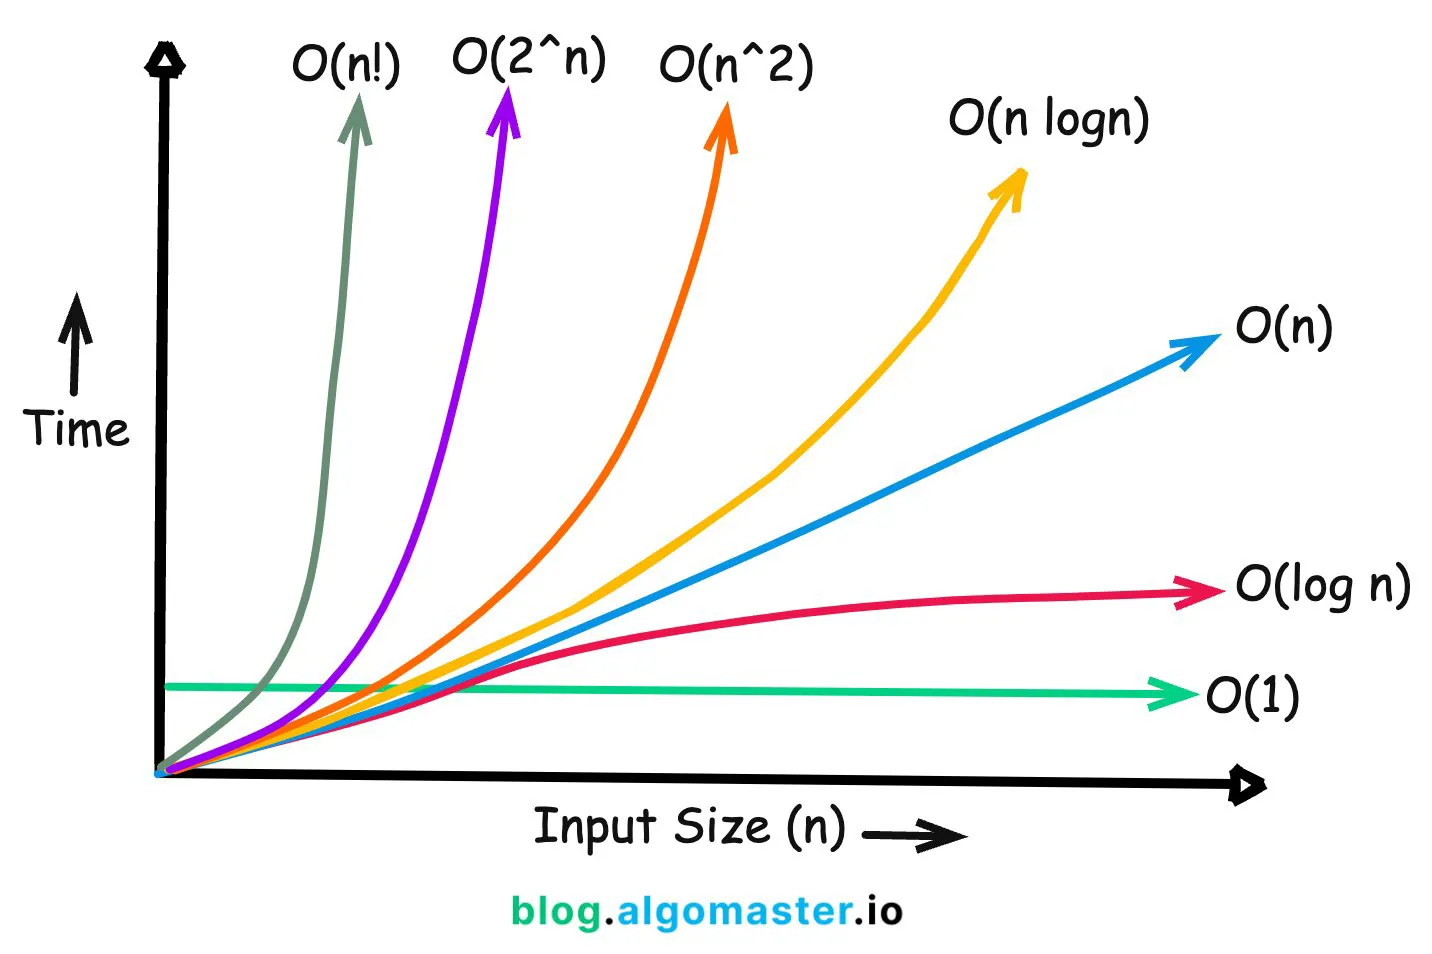 O(n!)
O(2^n)
O(n^2)
O(n logn)
O(n)
Time
O(log n)
O(1)
Input Size (n)
blog.algomaster.io